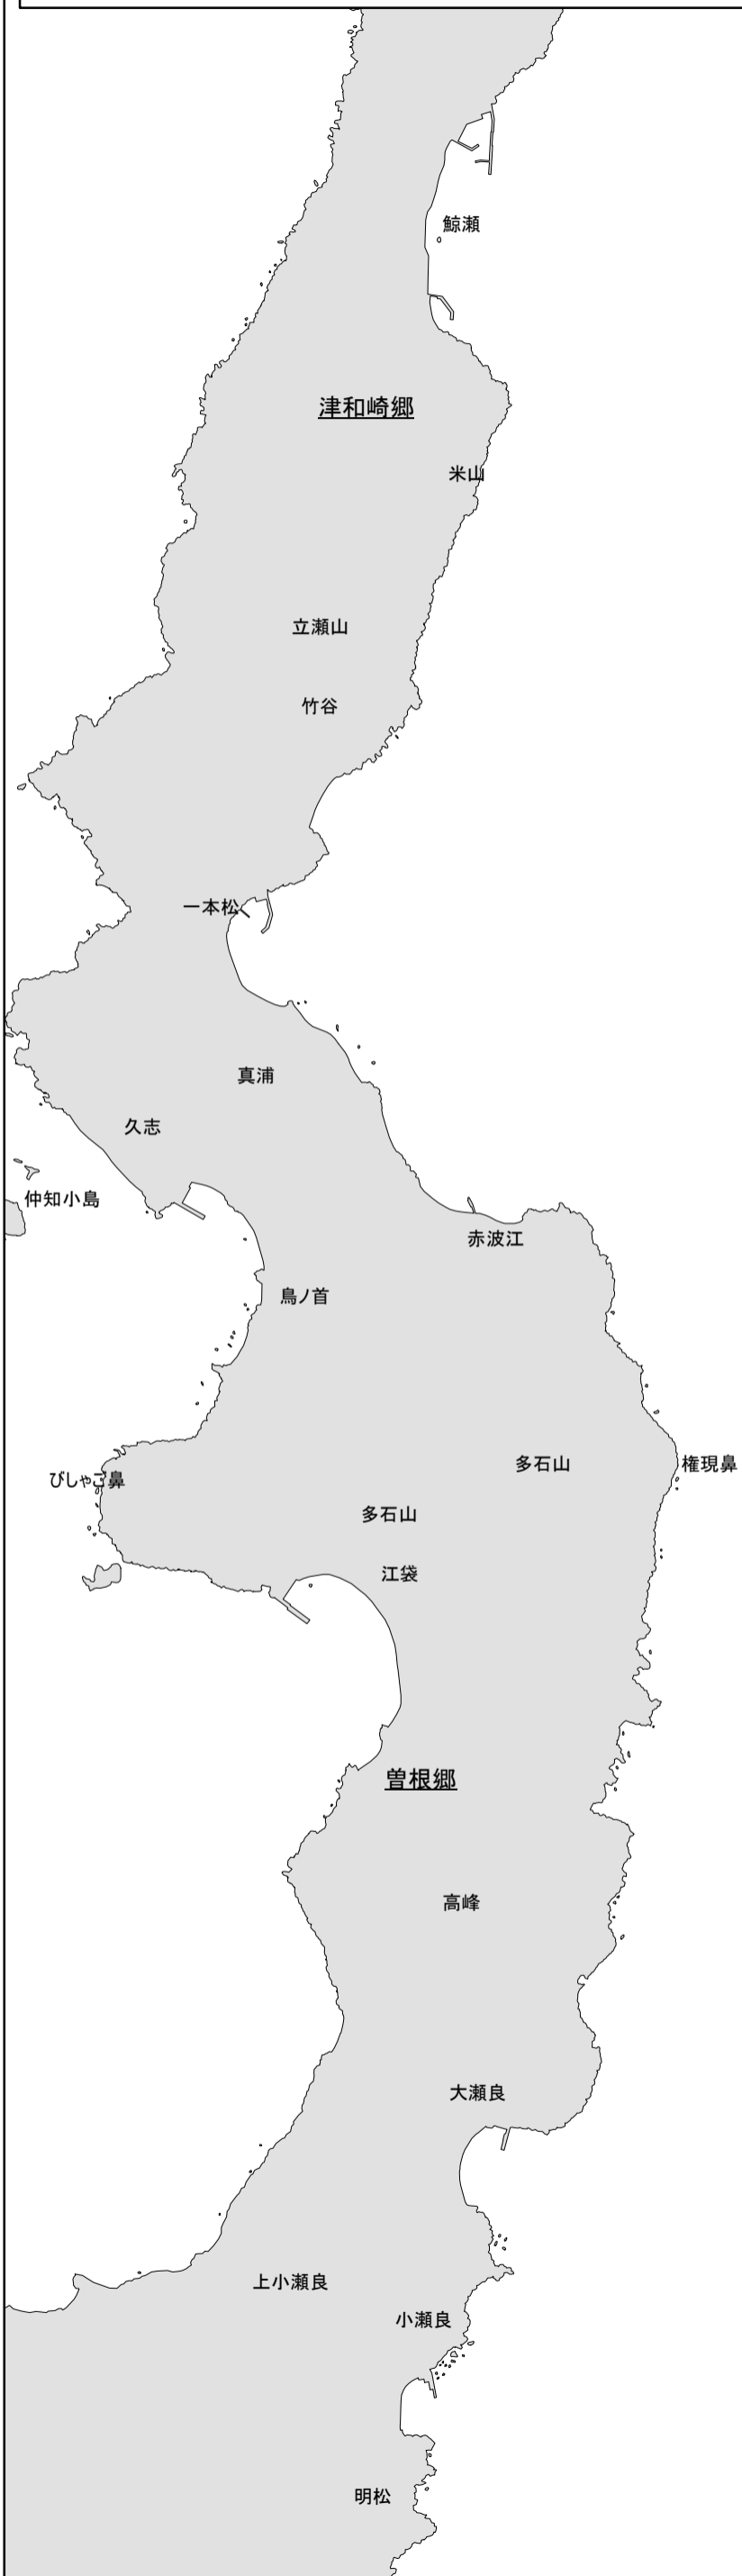 鯨瀬
津和崎郷
米山
立瀬山
竹谷
一本松
真浦
久志
仲知小島
赤波江
鳥ノ首
多石山
権現鼻
びしゃご鼻
多石山
江袋
曽根郷
高峰
大瀬良
上小瀬良
小瀬良
明松